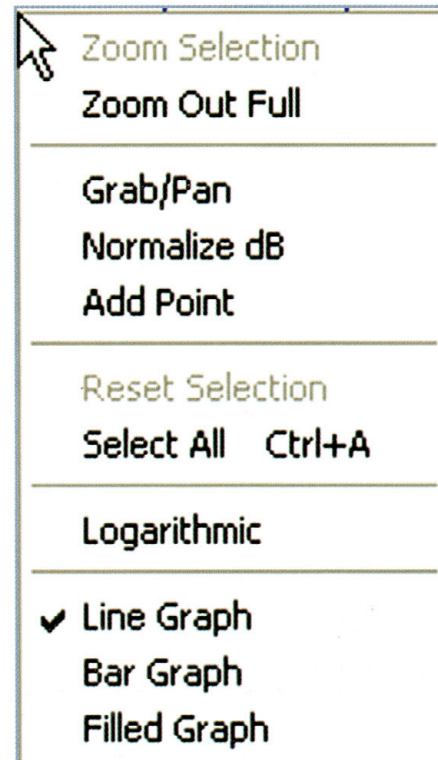 Zoom Selection
Zoom Out Full
Grab/Pan
Normalize dB
Add Point
Reset Selection
Select All Ctrl+A
Logarithmic
Line Graph
Bar Graph
Filled Graph